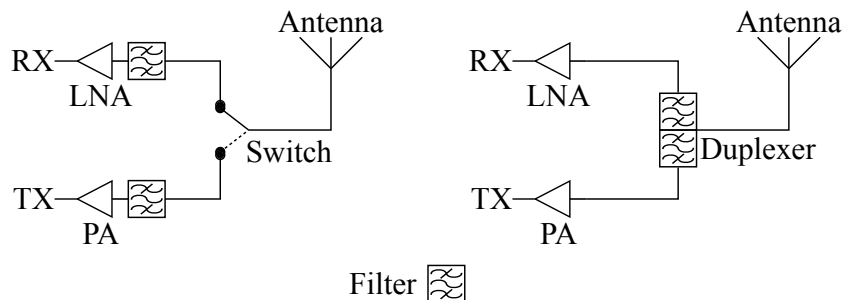 Antenna
RX
LNA
Switch
TX
PA
Antenna
RX
LNA
Duplexer
TX
PA
Filter